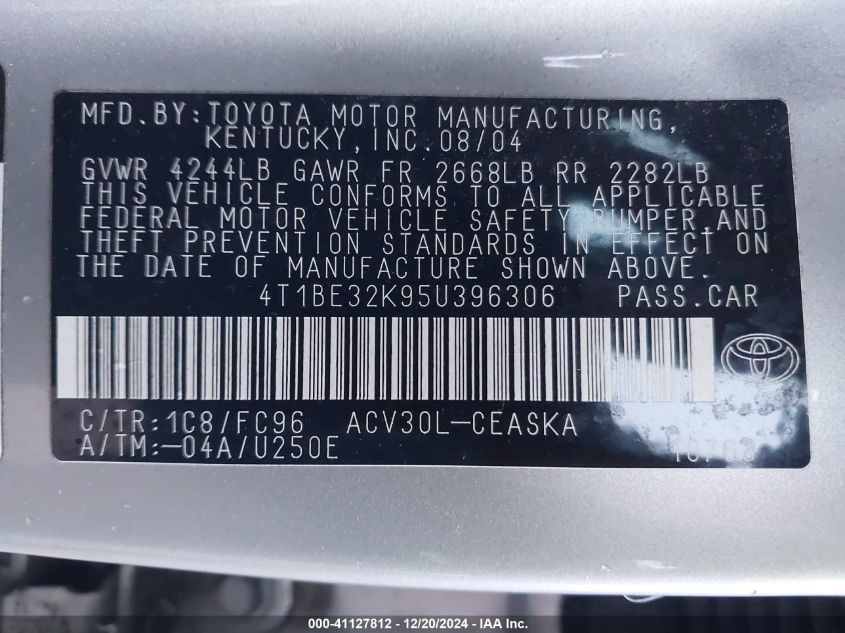 MFD.BY:TOYOTA MOTOR MANUFACTURING,
KENTUCKY,INC.08/04
GVWR 4244LB GAWR FR 2668LB RR 2282LB
THIS VEHICLE CONFORMS TO ALL APPLICABLE
FEDERAL MOTOR VEHICLE SAFETY,BUMPER,AND
THEFT PREVENTION STANDARDS IN EFFECT ON
THE DATE OF MANUFACTURE SHOWN ABOVE.
4T1BE32K95U396306 PASS.CAR
C/TR:1C8/FC96 ACV30L-CEASKA
A/TM:-04A/U250E
000-41127812 - 12/20/2024 - IAAI.com